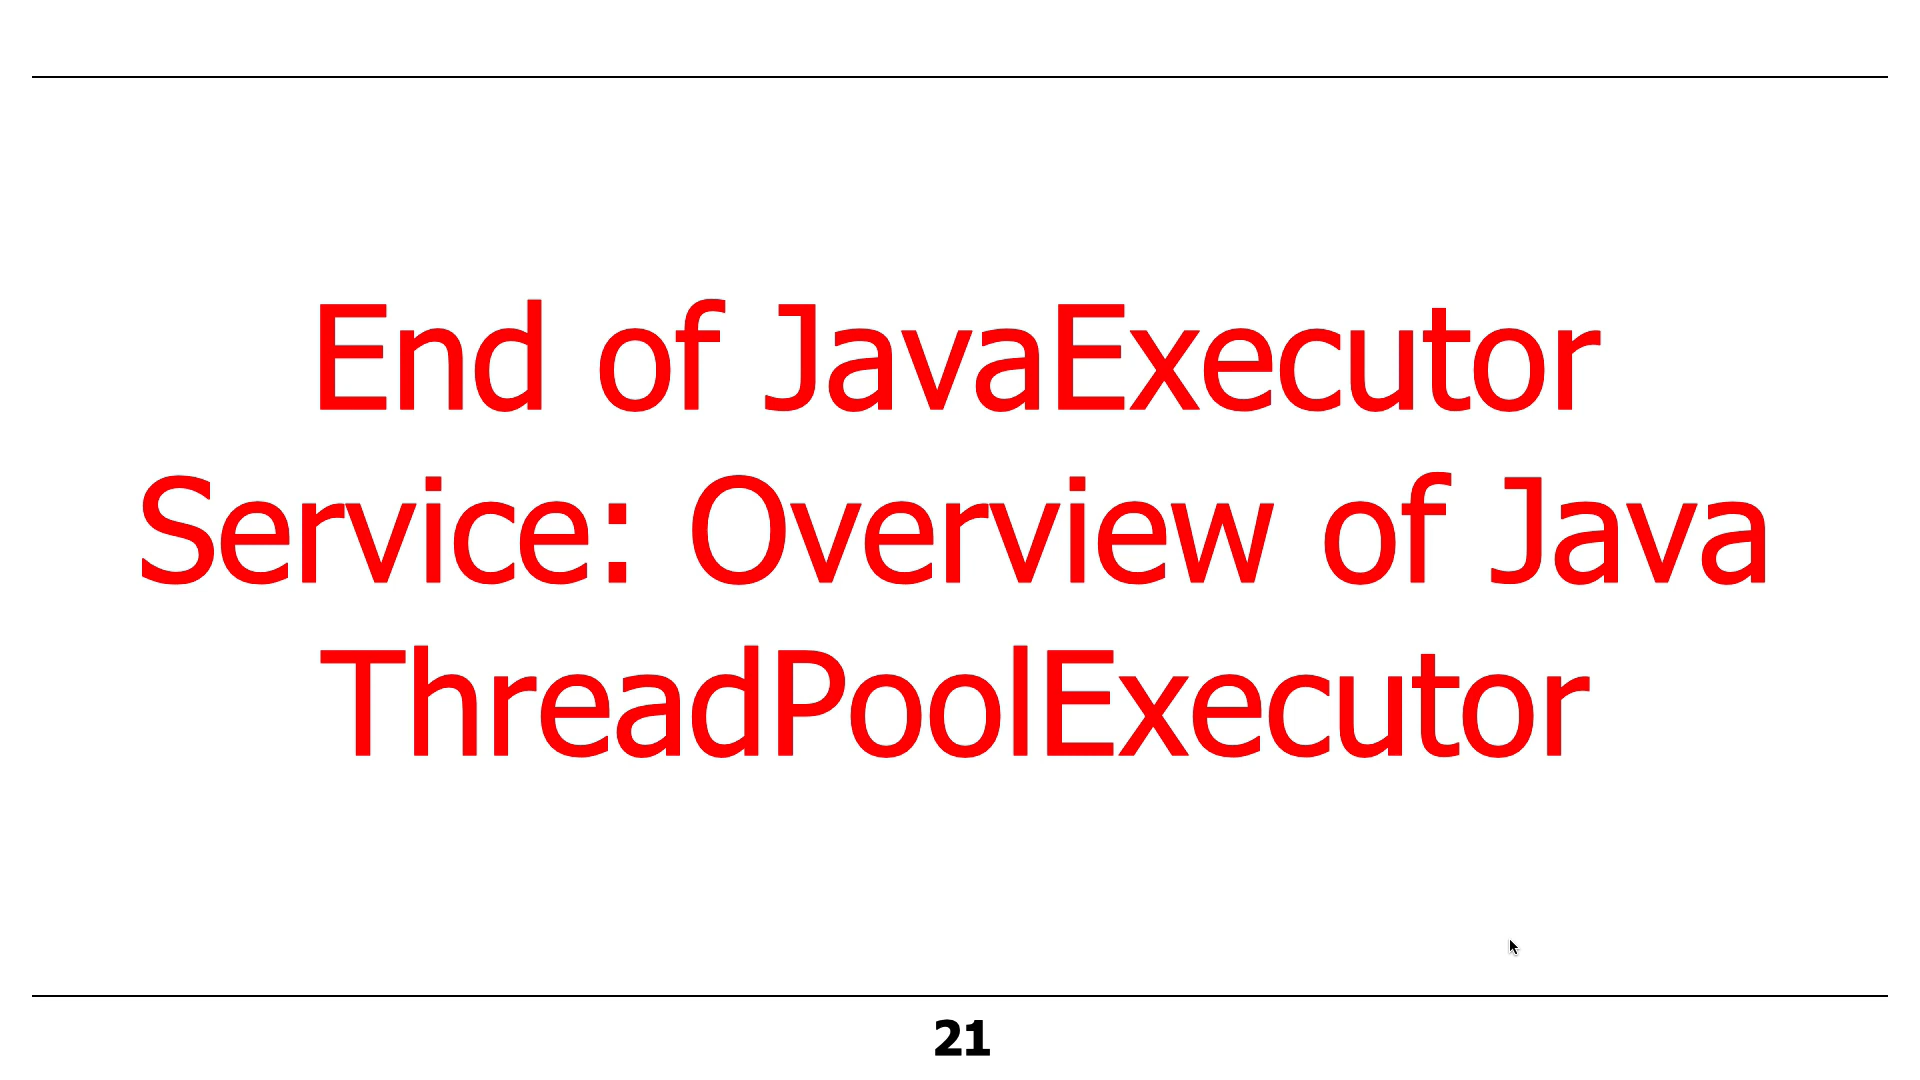 End of JavaExecutor
Service: Overview of Java
ThreadPoolExecutor
21